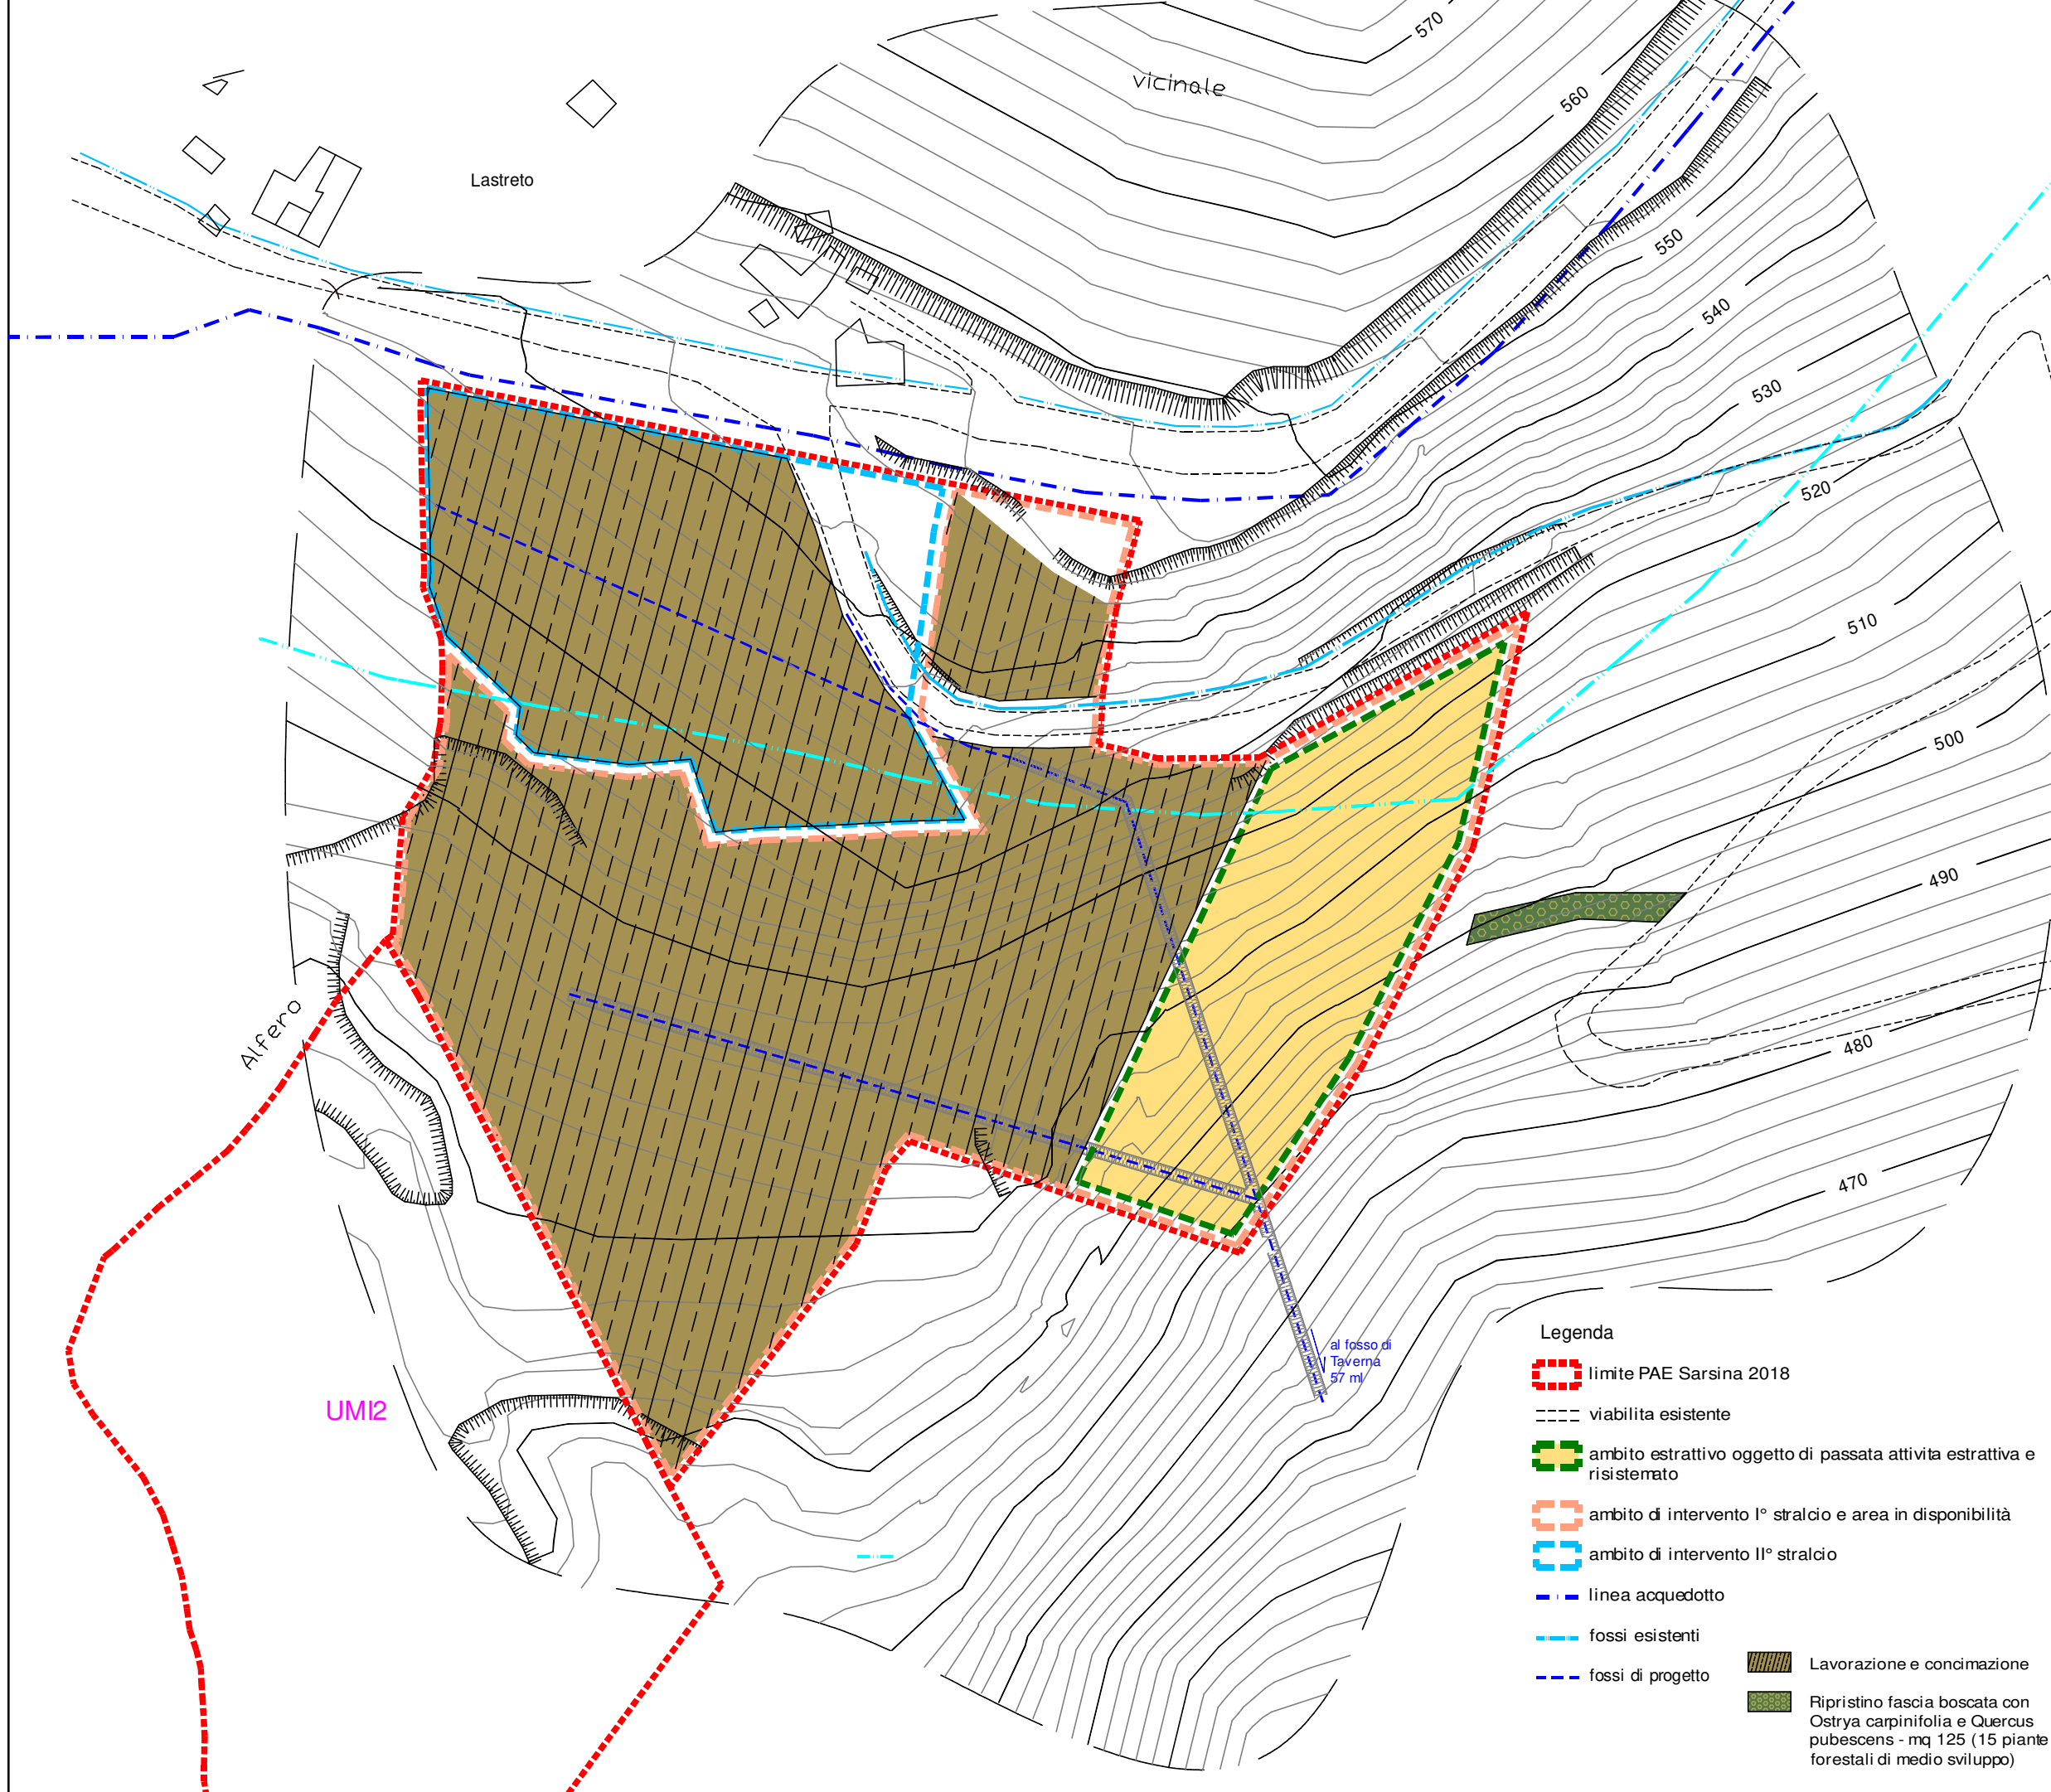 570
vicinale
560
Lastreto
550
540
530
520
510
500
490
Alfero
480
470
al fosso di
Taverna
57 ml
UMI2
Legenda
limite PAE Sarsina 2018
viabilita esistente
ambito estrattivo oggetto di passata attivita estrattiva e
risistemato
ambito di intervento I° stralcio e area in disponibilità
ambito di intervento II° stralcio
linea acquedotto
fossi esistenti
fossi di progetto
Lavorazione e concimazione
Ripristino fascia boscata con
Ostrya carpinifolia e Quercus
pubescens - mq 125 (15 piante
forestali di medio sviluppo)